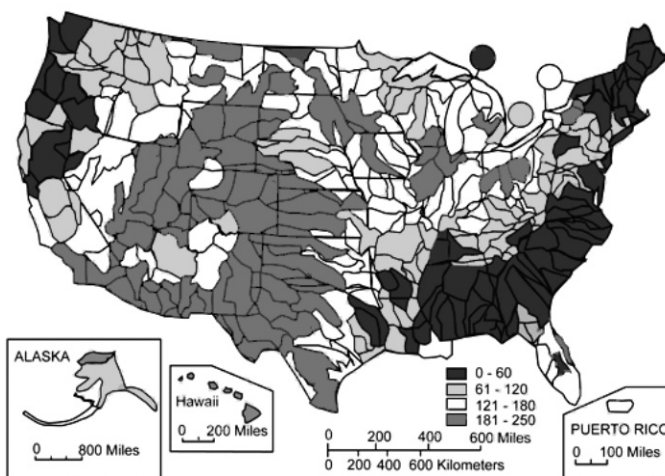 ALASKA
0 800 Miles
Hawaii
0 200 Miles
0 - 60
61 - 120
121 - 180
181 - 250
0 200 400 600 Miles
0 200 400 600 Kilometers
PUERTO RICO
0 100 Miles